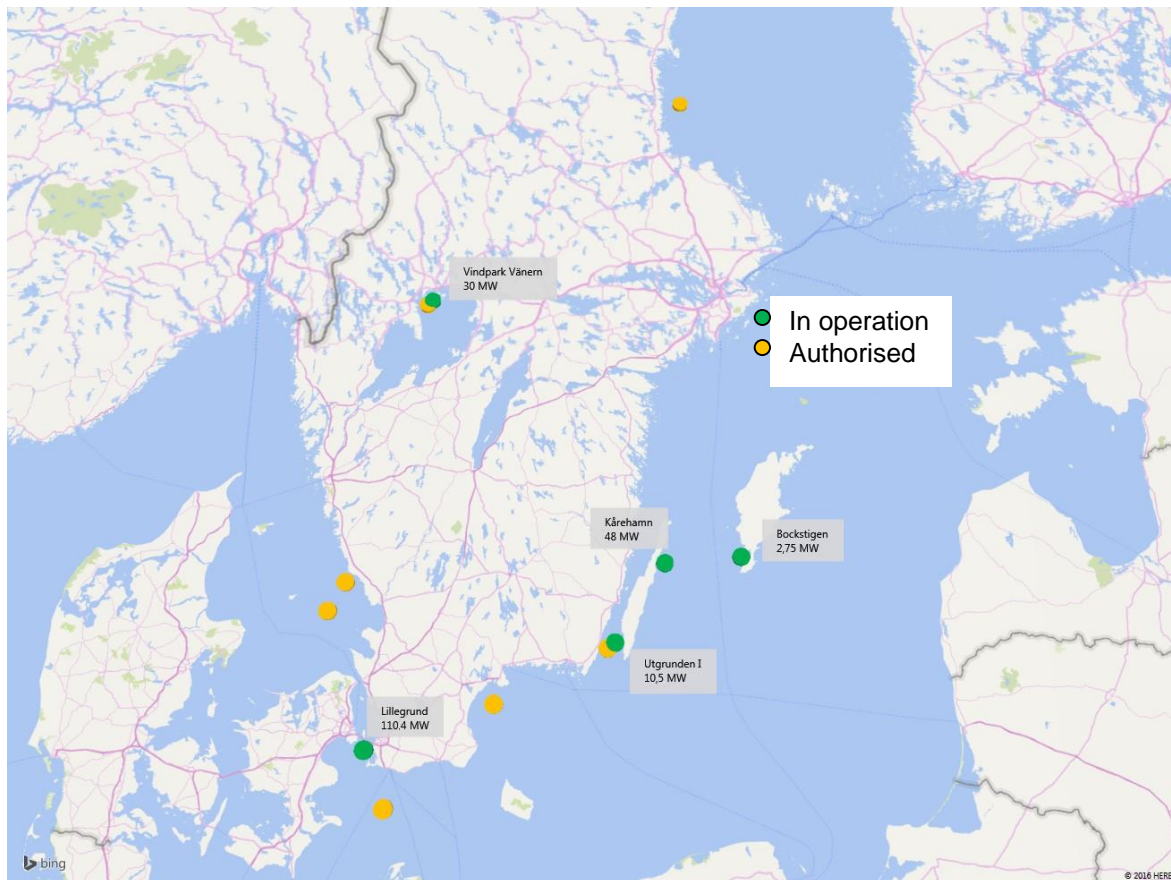 Vindpark Vänern
30 MW
In operation
Authorised
Kårehamn
48 MW
Bockstigen
2,75 MW
Utgrunden I
10,5 MW
Lillegrund
110.4 MW
bing
© 2016 HERE